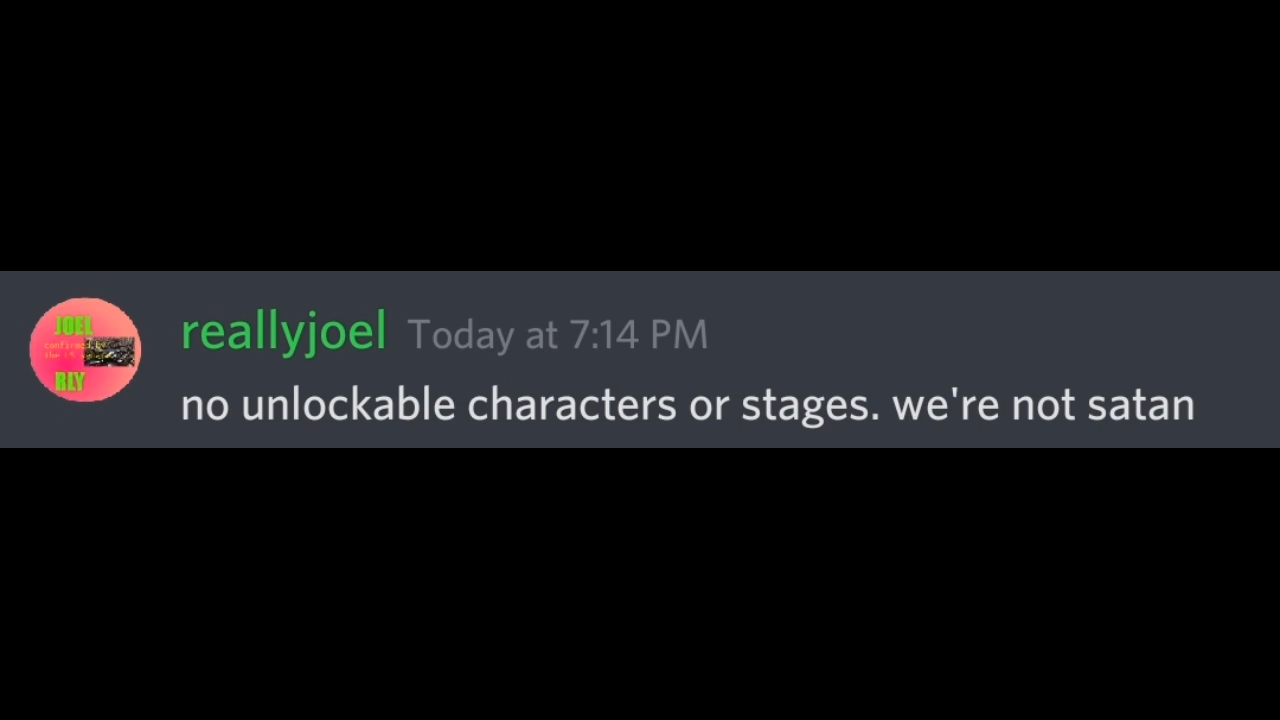 JOEL
RLY
reallyjoel Today at 7:14 PM
no unlockable characters or stages. we're not satan